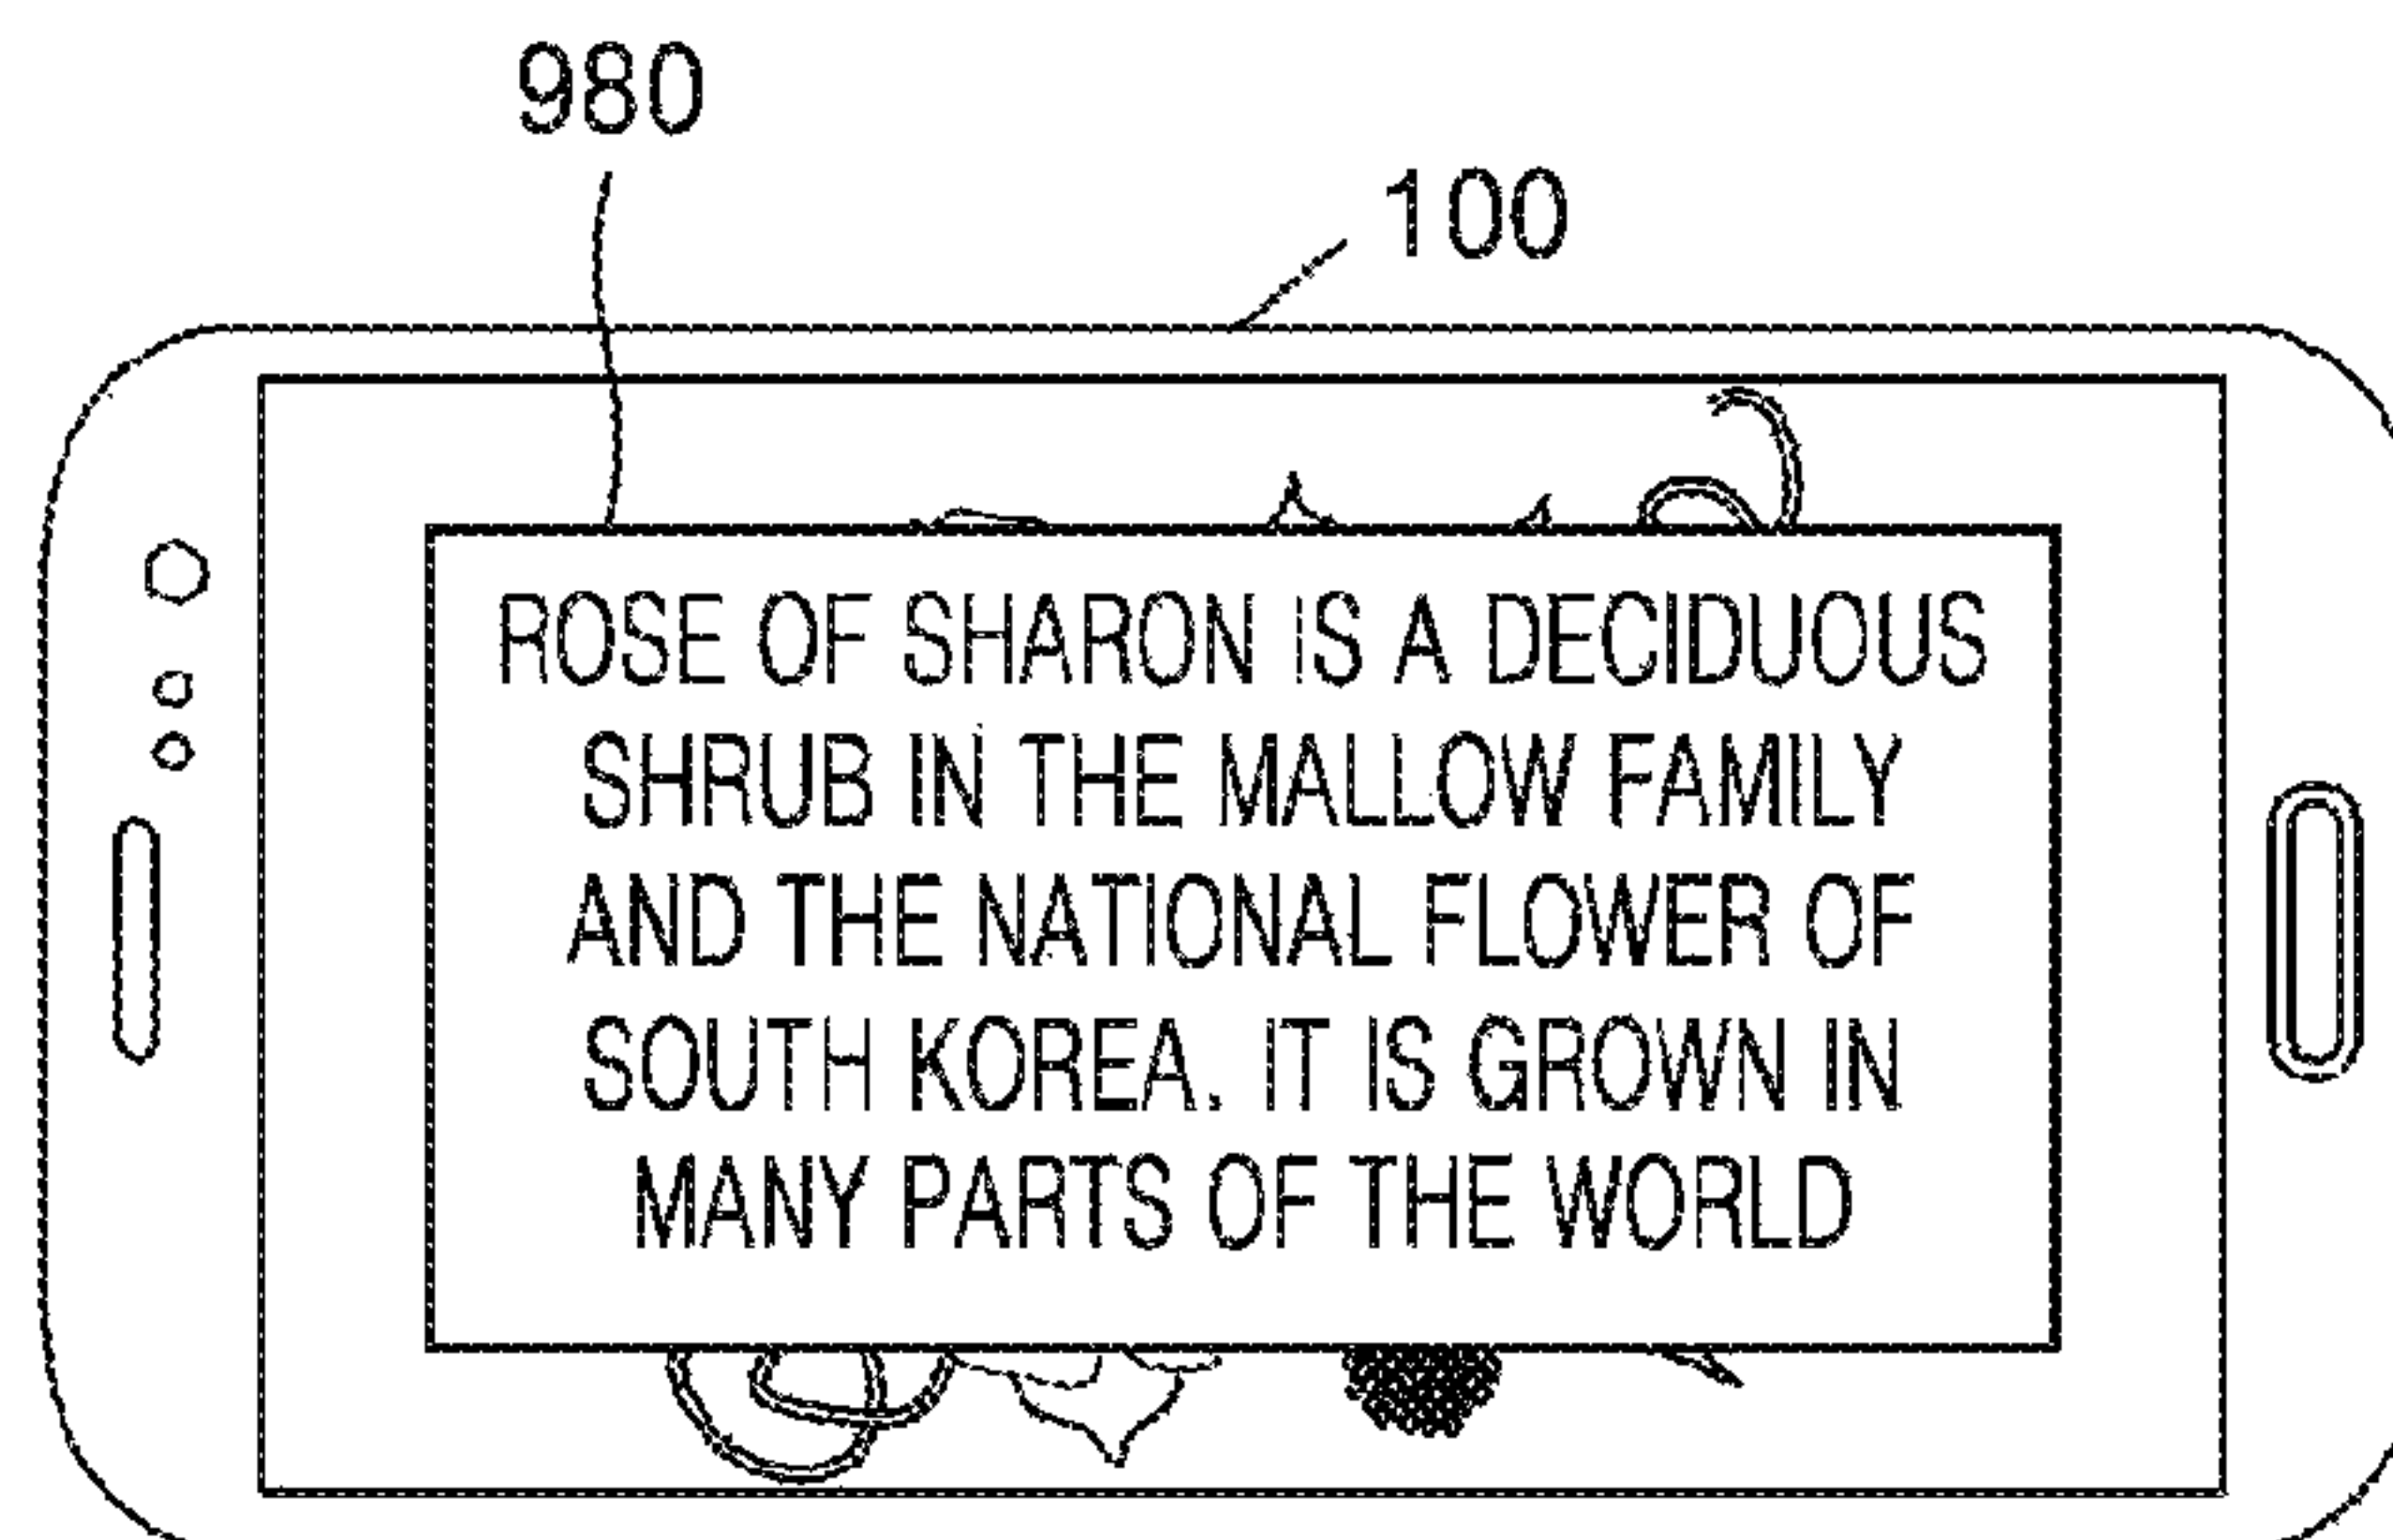 980
100
ROSE OF SHARON IS A DECIDUOUS
SHRUB IN THE MALLOW FAMILY
AND THE NATIONAL FLOWER OF
SOUTH KOREA. IT IS GROWN IN
MANY PARTS OF THE WORLD